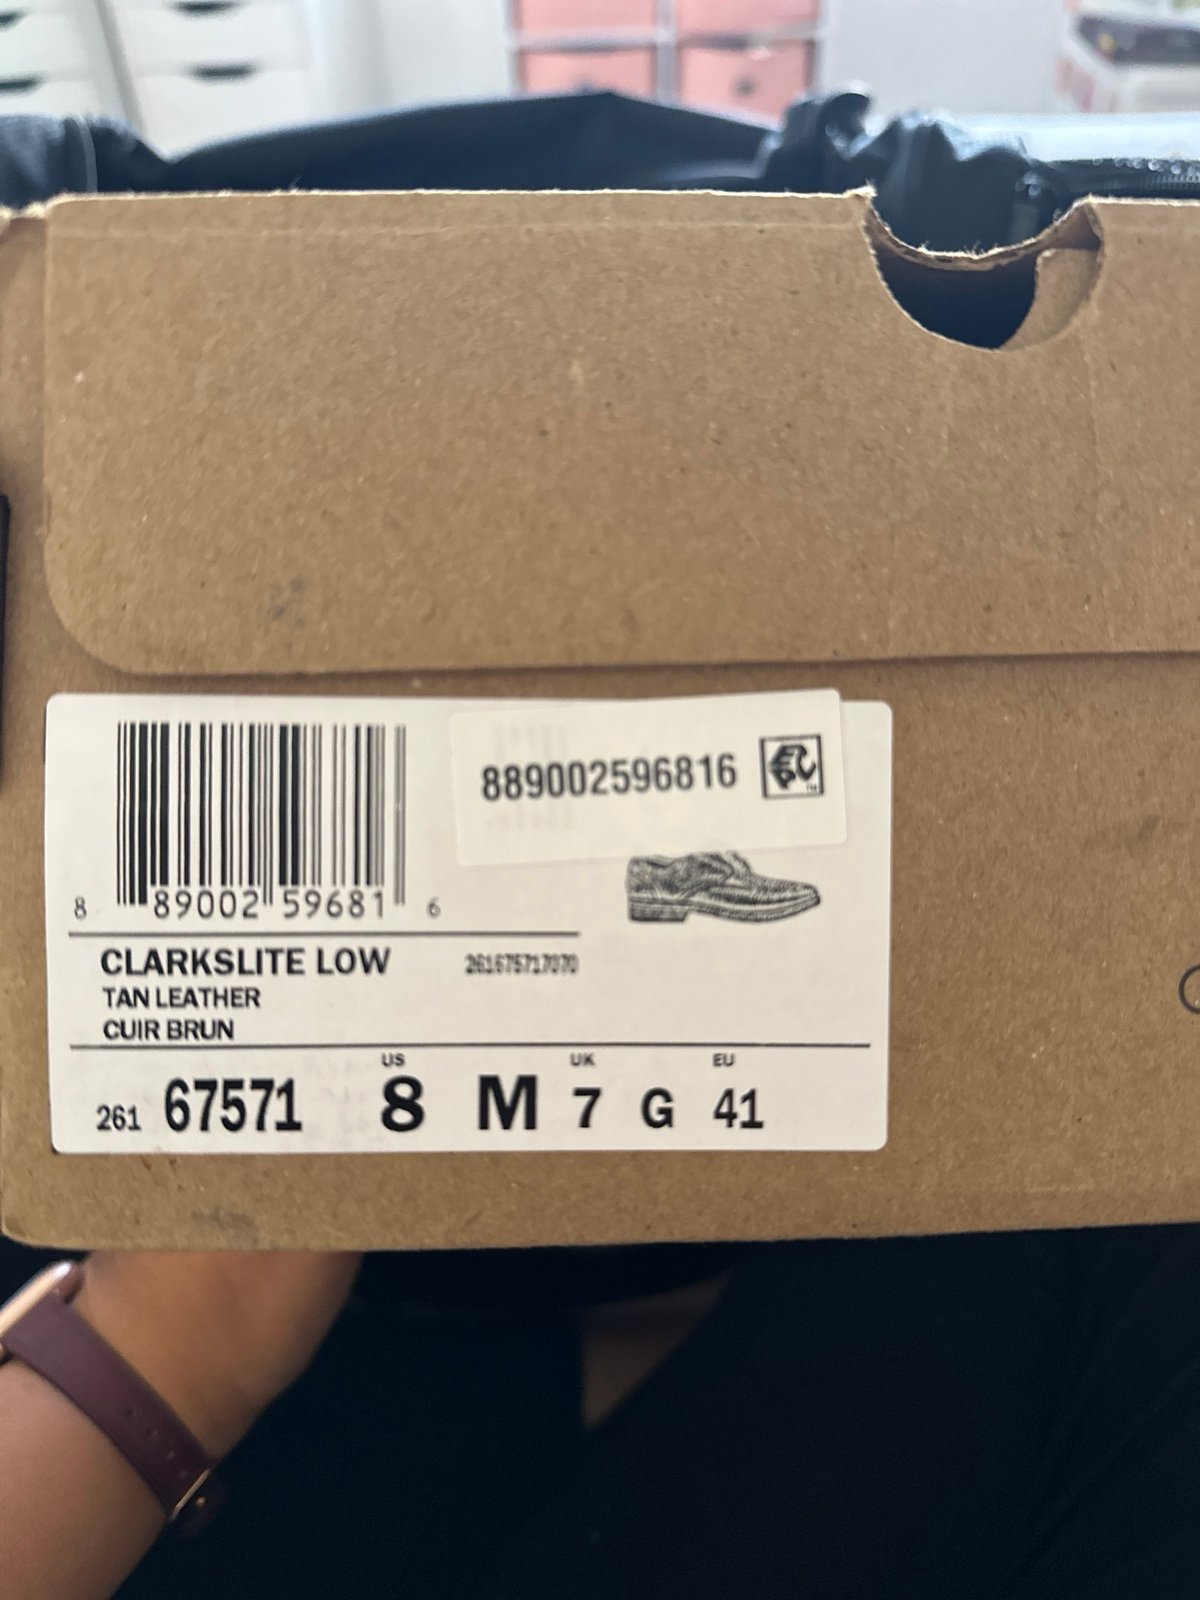 889002596816
8 89002 59681 6
CLARKSLITE LOW 261675717070
TAN LEATHER
CUIR BRUN
US UK EU
261 67571 8 M 7 G 41